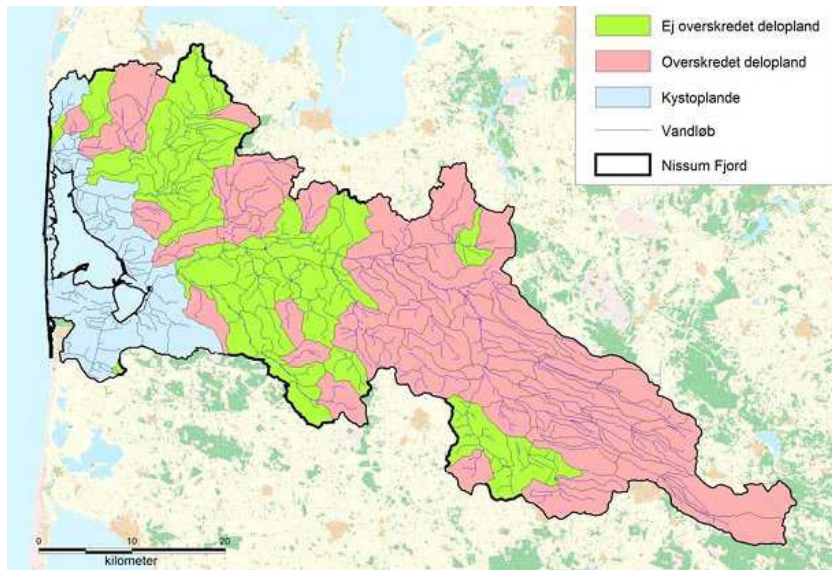 Ej overskredet delopland
Overskredet delopland
Kystoplande
Vandløb
Nissum Fjord
0 10 20
kilometer